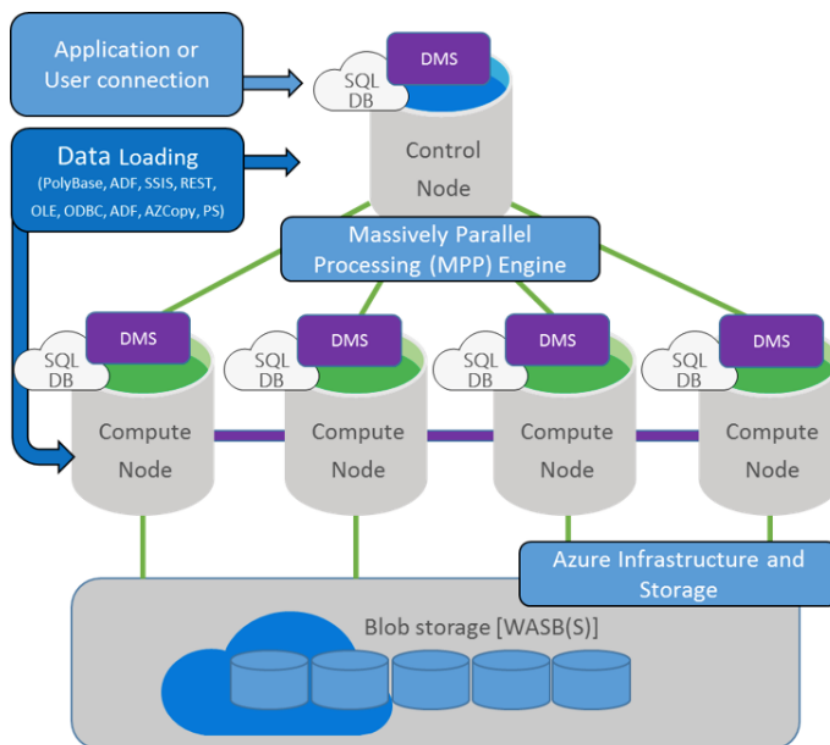 Application or
User connection
DMS
SQL
DB
Control
Node
Data Loading
(PolyBase, ADF, SSIS, REST,
OLE, ODBC, ADF, AZCopy, PS)
Massively Parallel
Processing (MPP) Engine
DMS
SQL
DB
Compute
Node
DMS
SQL
DB
Compute
Node
DMS
SQL
DB
Compute
Node
DMS
SQL
DB
Compute
Node
Azure Infrastructure and
Storage
Blob storage [WASB(S)]